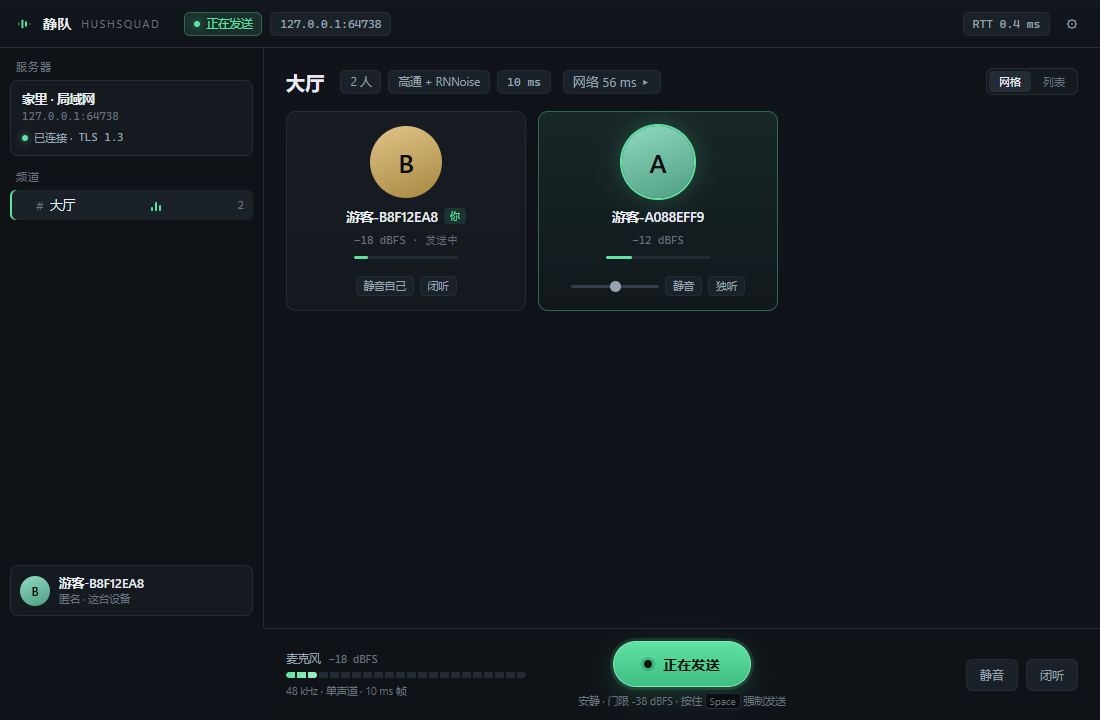 静队 HUSHSQUAD 正在发送 127.0.0.1:64738 RTT 0.4 ms
服务器
家里 · 局域网
127.0.0.1:64738
已连接 · TLS 1.3
频道
# 大厅 2
游客-B8F12EA8
匿名 · 这台设备
B
大厅 2 人 高通 + RNNoise 10 ms 网络 56 ms ▸ 网格 列表
B
游客-B8F12EA8 你
−18 dBFS · 发送中
静音自己 闭听
A
游客-A088EFF9
−12 dBFS
静音 独听
麦克风 −18 dBFS
48 kHz · 单声道 · 10 ms 帧
正在发送
安静 · 门限 -38 dBFS · 按住 Space 强制发送
静音 闭听